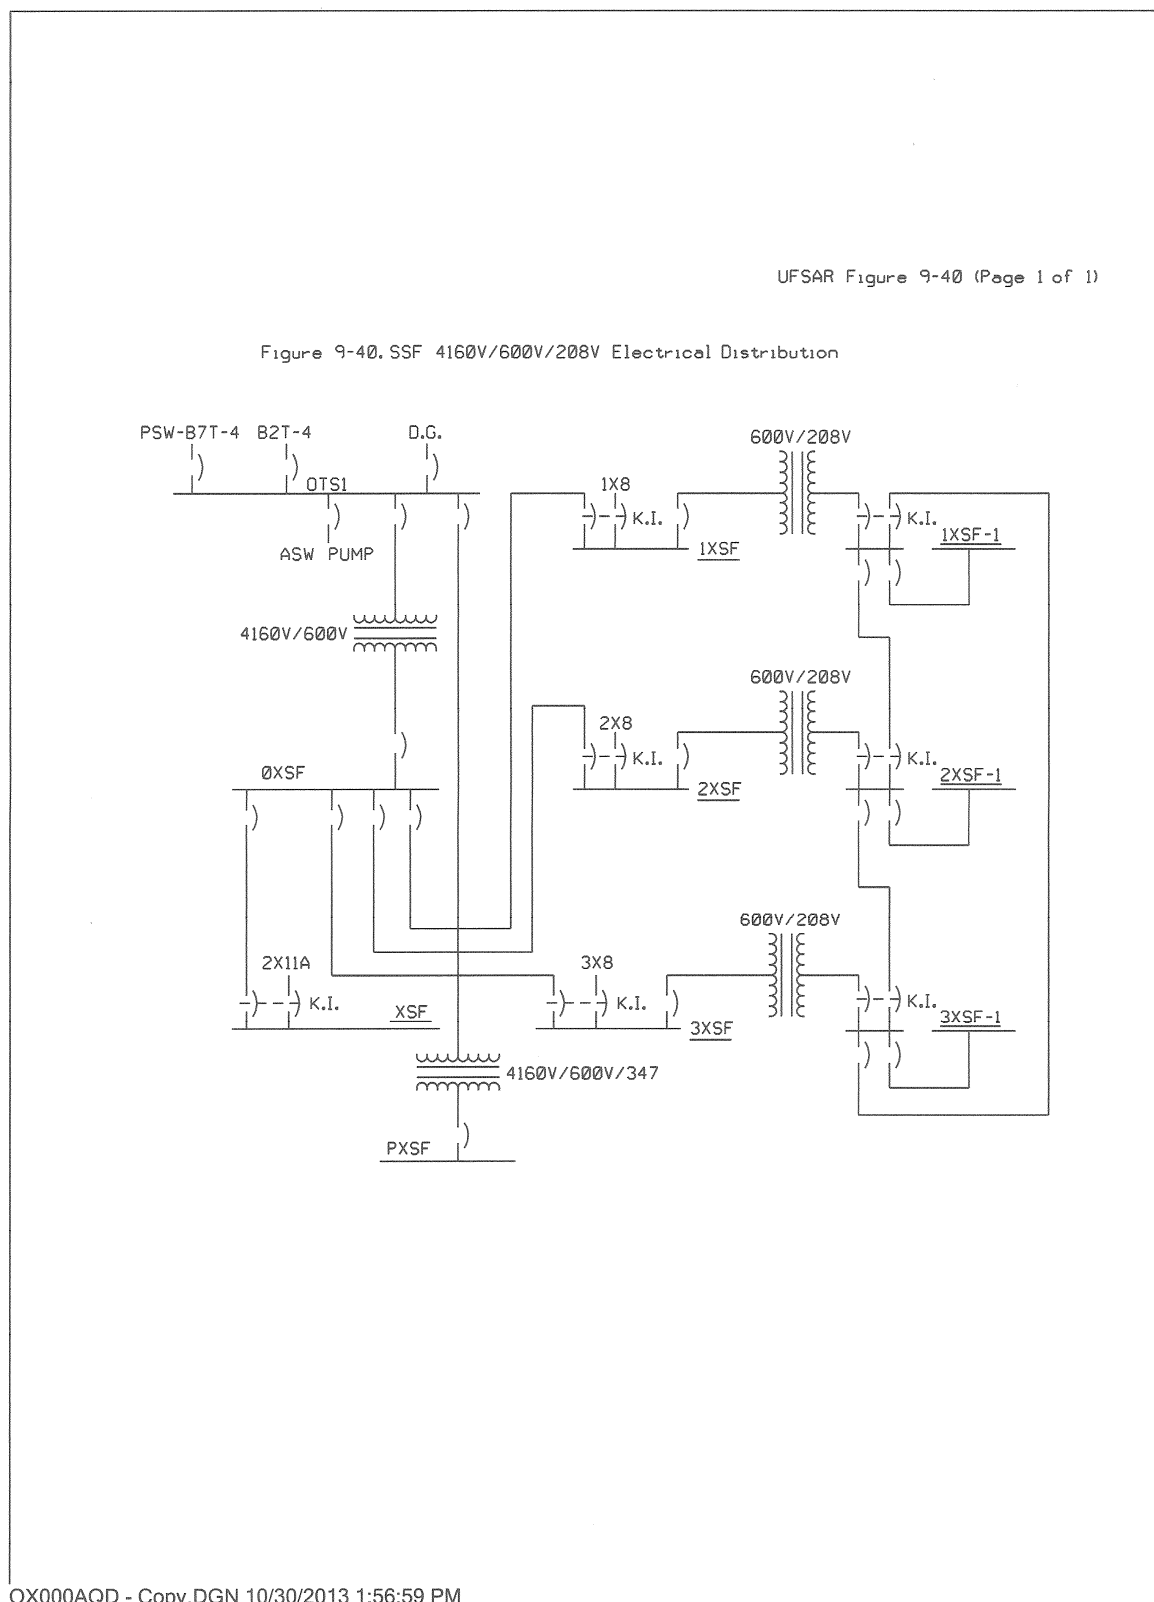 UFSAR Figure 9-40 (Page 1 of 1)
Figure 9-40. SSF 4160V/600V/208V Electrical Distribution
PSW-B7T-4 B2T-4 D.G.
OTS1
ASW PUMP
4160V/600V
0XSF
2X11A
K.I.
XSF
4160V/600V/347
PXSF
1X8
K.I.
1XSF
600V/208V
K.I.
1XSF-1
2X8
K.I.
2XSF
600V/208V
K.I.
2XSF-1
3X8
K.I.
3XSF
600V/208V
K.I.
3XSF-1
OX000AQD - Copy.DGN 10/30/2013 1:56:59 PM